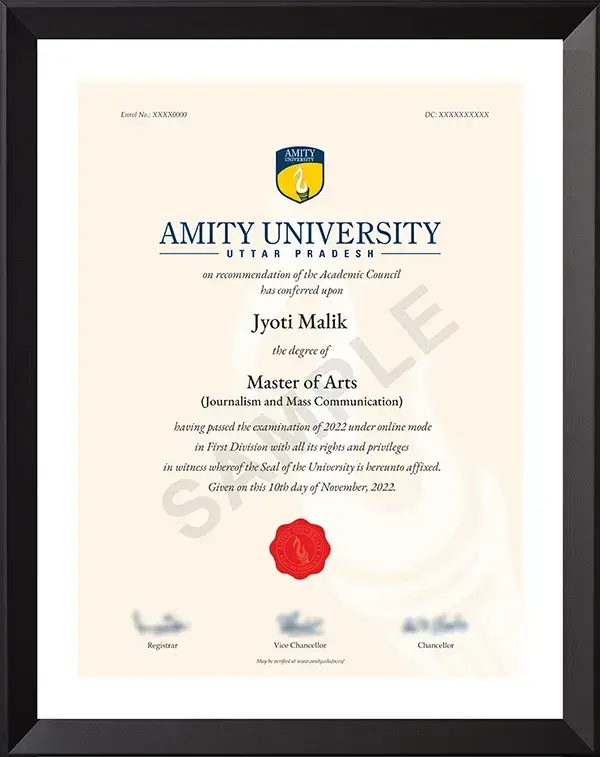 Enrol No.: XXXX0000
DC: XXXXXXXXXX
AMITY
UNIVERSITY
AMITY UNIVERSITY
UTTAR PRADESH
on recommendation of the Academic Council
has conferred upon
Jyoti Malik
the degree of
Master of Arts
(Journalism and Mass Communication)
having passed the examination of 2022 under online mode
in First Division with all its rights and privileges
in witness whereof the Seal of the University is hereunto affixed.
Given on this 10th day of November, 2022.
SAMPLE
Registrar
Vice Chancellor
Chancellor
May be verified at